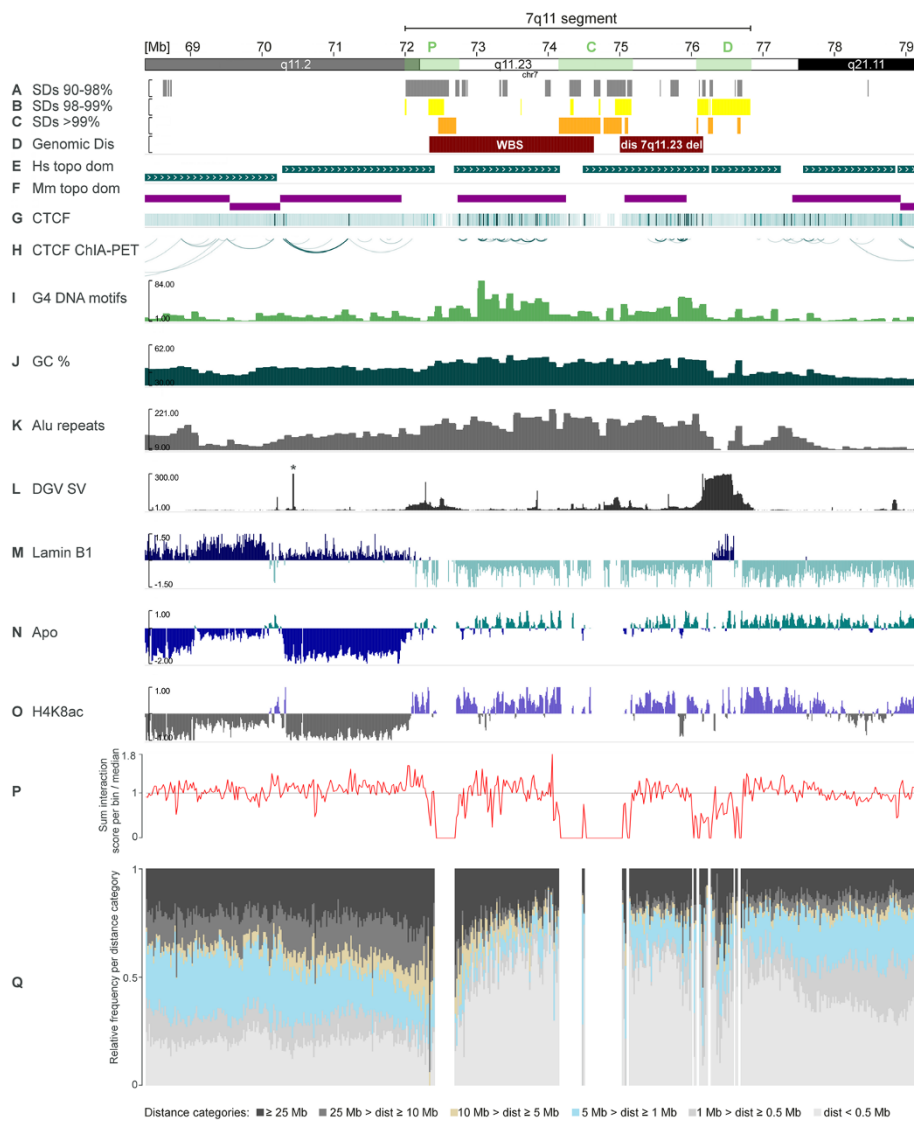 7q11 segment
[Mb] 69 70 71 72 P 73 74 C 75 76 D 77 78 79
q11.2 q11.23 q21.11
chr7
A SDs 90-98%
B SDs 98-99%
C SDs >99%
D Genomic Dis WBS dis 7q11.23 del
E Hs topo dom
F Mm topo dom
G CTCF
H CTCF ChIA-PET
84.00
I G4 DNA motifs
1.00
62.00
J GC %
30.00
221.00
K Alu repeats
9.00
*
300.00
L DGV SV
1.00
1.50
M Lamin B1
-1.50
1.00
N Apo
-2.00
1.00
O H4K8ac
1.8
P
Sum interaction
score per bin / median
1
0
1
Relative frequency per distance category
Q
0.5
0
Distance categories: ≥ 25 Mb 25 Mb > dist ≥ 10 Mb 10 Mb > dist ≥ 5 Mb 5 Mb > dist ≥ 1 Mb 1 Mb > dist ≥ 0.5 Mb dist < 0.5 Mb